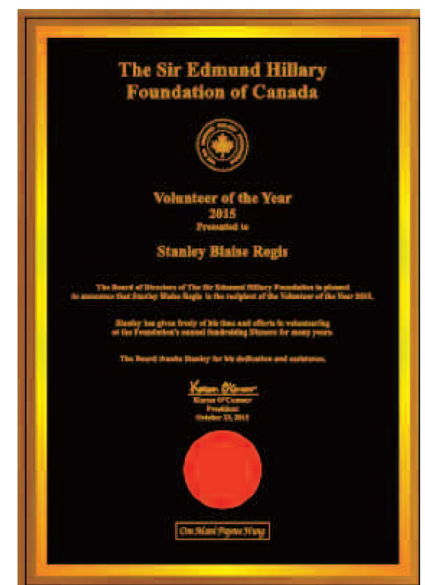 The Sir Edmund Hillary
Foundation of Canada
Volunteer of the Year
2015
Presented to
Stanley Blaise Regis
The Board of Directors of The Sir Edmund Hillary Foundation is pleased
to announce that Stanley Blaise Regis is the recipient of the Volunteer of the Year 2015.
Stanley has given freely of his time and efforts in volunteering
at the Foundation's annual fundraising Dinners for many years.
The Board thanks Stanley for his dedication and assistance.
Karen O'Connor
Karen O'Connor
President
October 23, 2015
Om Mani Payme Hung